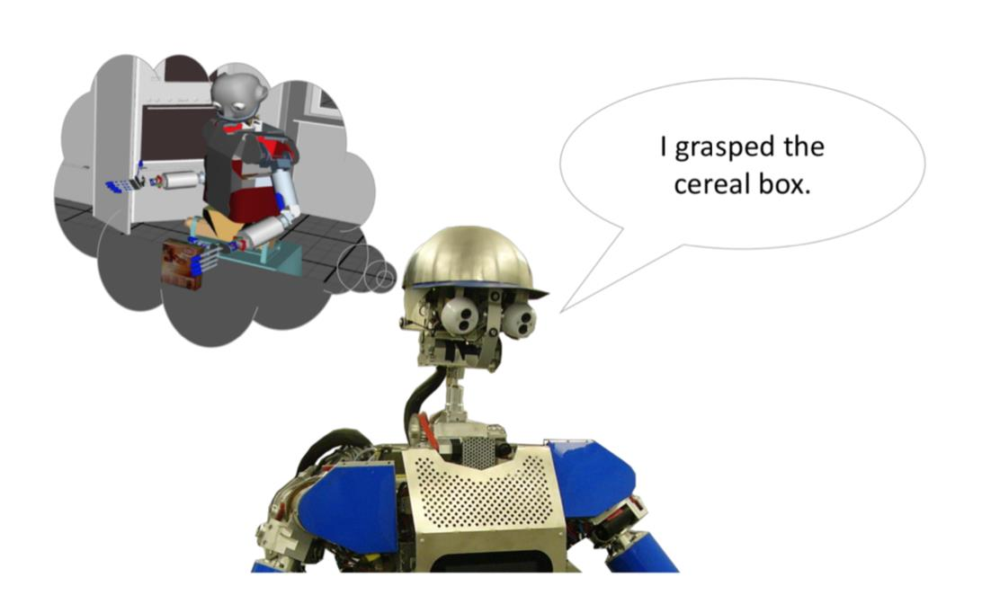 I grasped the
cereal box.